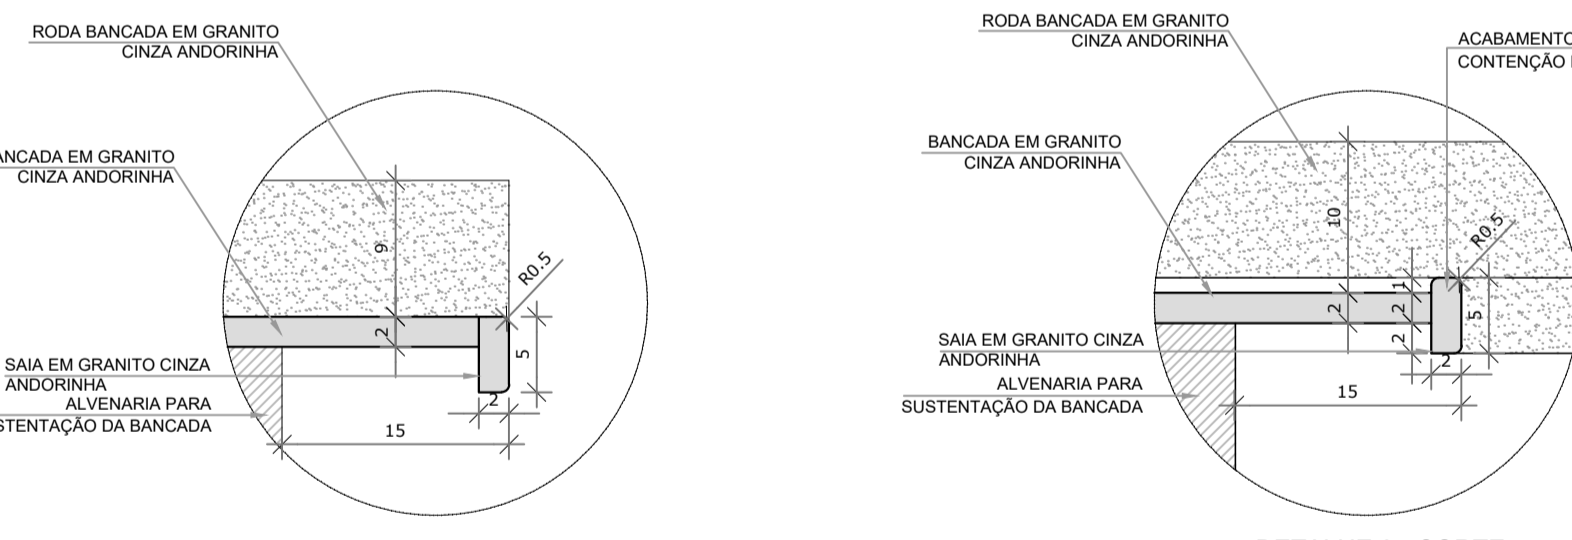 RODA BANCADA EM GRANITO
CINZA ANDORINHA
ANCADA EM GRANITO
CINZA ANDORINHA
SAIA EM GRANITO CINZA
ANDORINHA
ALVENARIA PARA
STENTAÇÃO DA BANCADA
9
2
R0.5
5
2
15
RODA BANCADA EM GRANITO
CINZA ANDORINHA
ACABAMENTO
CONTENÇÃO
BANCADA EM GRANITO
CINZA ANDORINHA
SAIA EM GRANITO CINZA
ANDORINHA
ALVENARIA PARA
SUSTENTAÇÃO DA BANCADA
10
2
1
2
2
R0.5
5
2
15